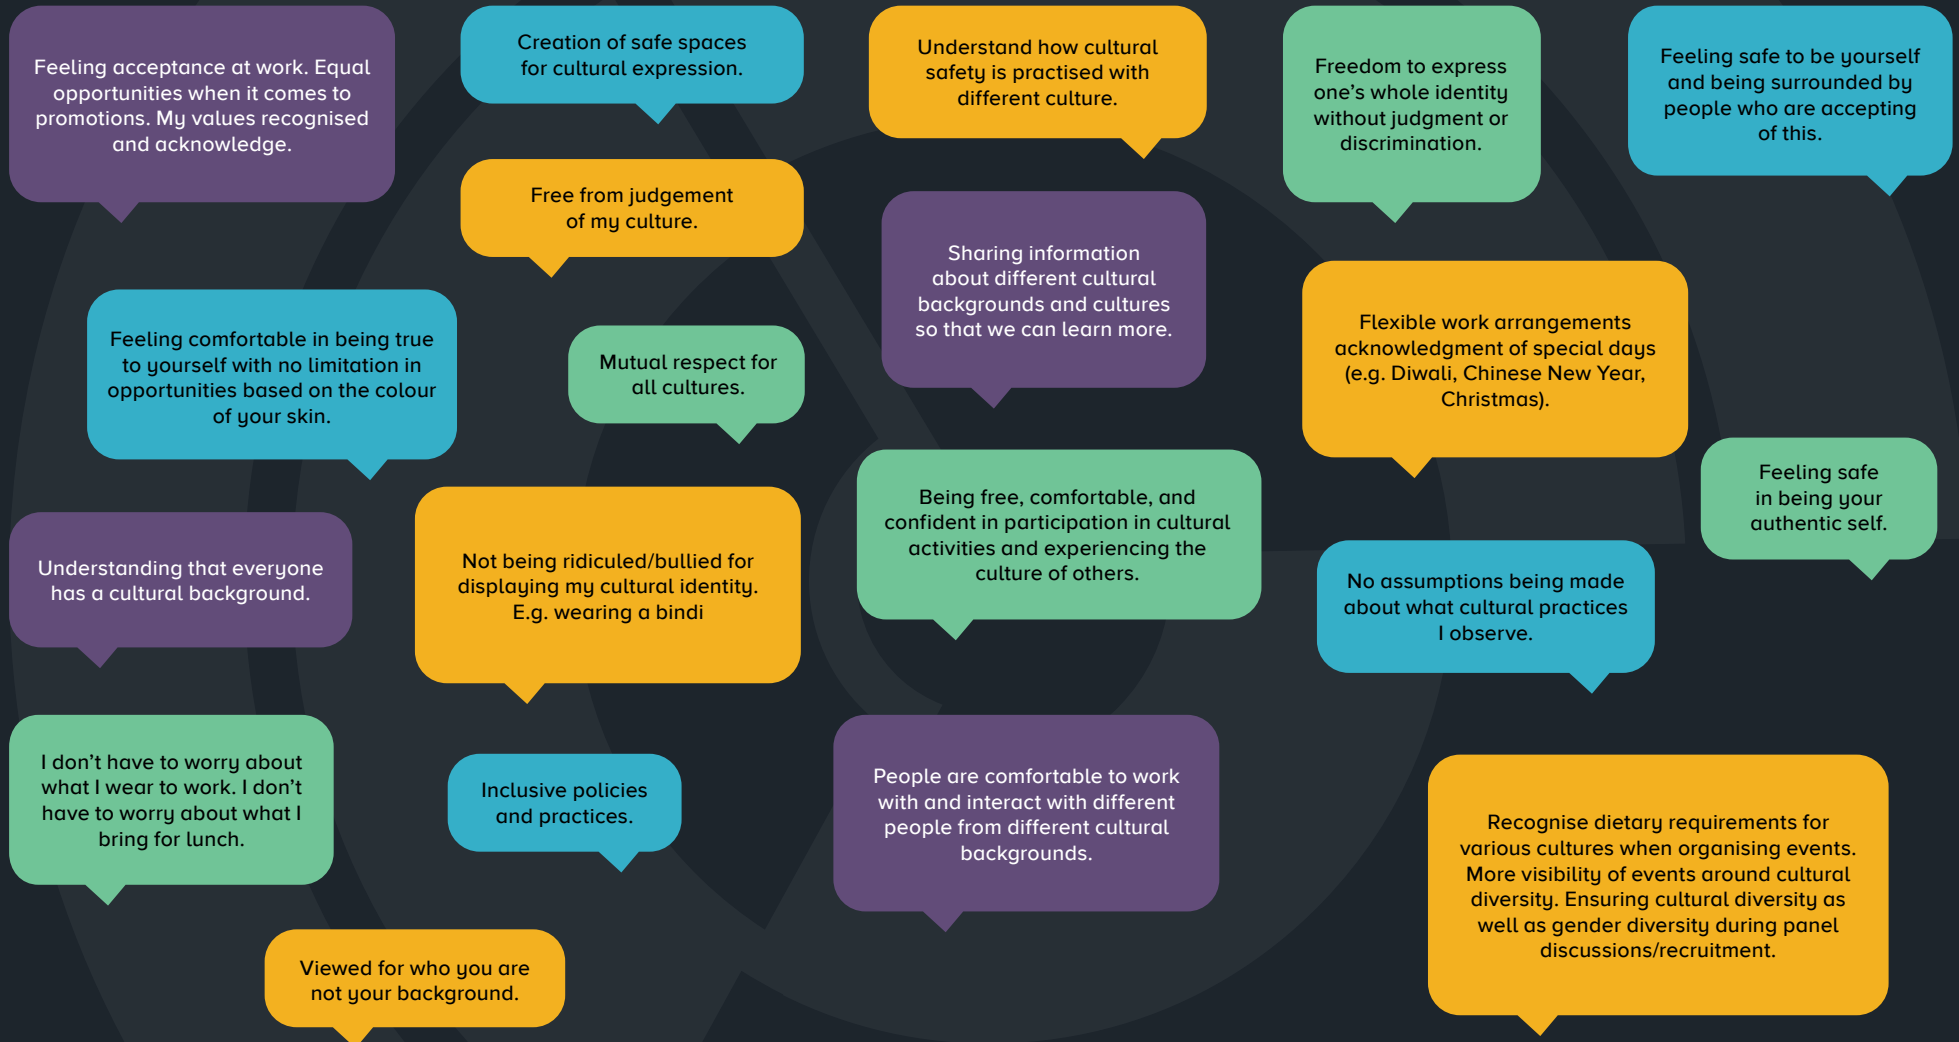 Feeling acceptance at work. Equal
opportunities when it comes to
promotions. My values recognised
and acknowledge.
Creation of safe spaces
for cultural expression.
Understand how cultural
safety is practised with
different culture.
Freedom to express
one's whole identity
without judgment or
discrimination.
Feeling safe to be yourself
and being surrounded by
people who are accepting
of this.
Free from judgement
of my culture.
Sharing information
about different cultural
backgrounds and cultures
so that we can learn more.
Flexible work arrangements
acknowledgment of special days
(e.g. Diwali, Chinese New Year,
Christmas).
Feeling comfortable in being true
to yourself with no limitation in
opportunities based on the colour
of your skin.
Mutual respect for
all cultures.
Feeling safe
in being your
authentic self.
Understanding that everyone
has a cultural background.
Not being ridiculed/bullied for
displaying my cultural identity.
E.g. wearing a bindi
Being free, comfortable, and
confident in participation in cultural
activities and experiencing the
culture of others.
No assumptions being made
about what cultural practices
I observe.
I don't have to worry about
what I wear to work. I don't
have to worry about what I
bring for lunch.
Inclusive policies
and practices.
People are comfortable to work
with and interact with different
people from different cultural
backgrounds.
Recognise dietary requirements for
various cultures when organising events.
More visibility of events around cultural
diversity. Ensuring cultural diversity as
well as gender diversity during panel
discussions/recruitment.
Viewed for who you are
not your background.